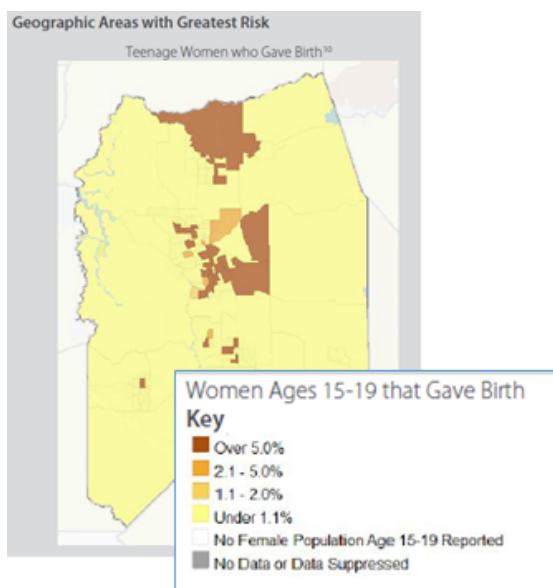 Geographic Areas with Greatest Risk
Teenage Women who Gave Birth¹⁰
Women Ages 15-19 that Gave Birth
Key
Over 5.0%
2.1 - 5.0%
1.1 - 2.0%
Under 1.1%
No Female Population Age 15-19 Reported
No Data or Data Suppressed